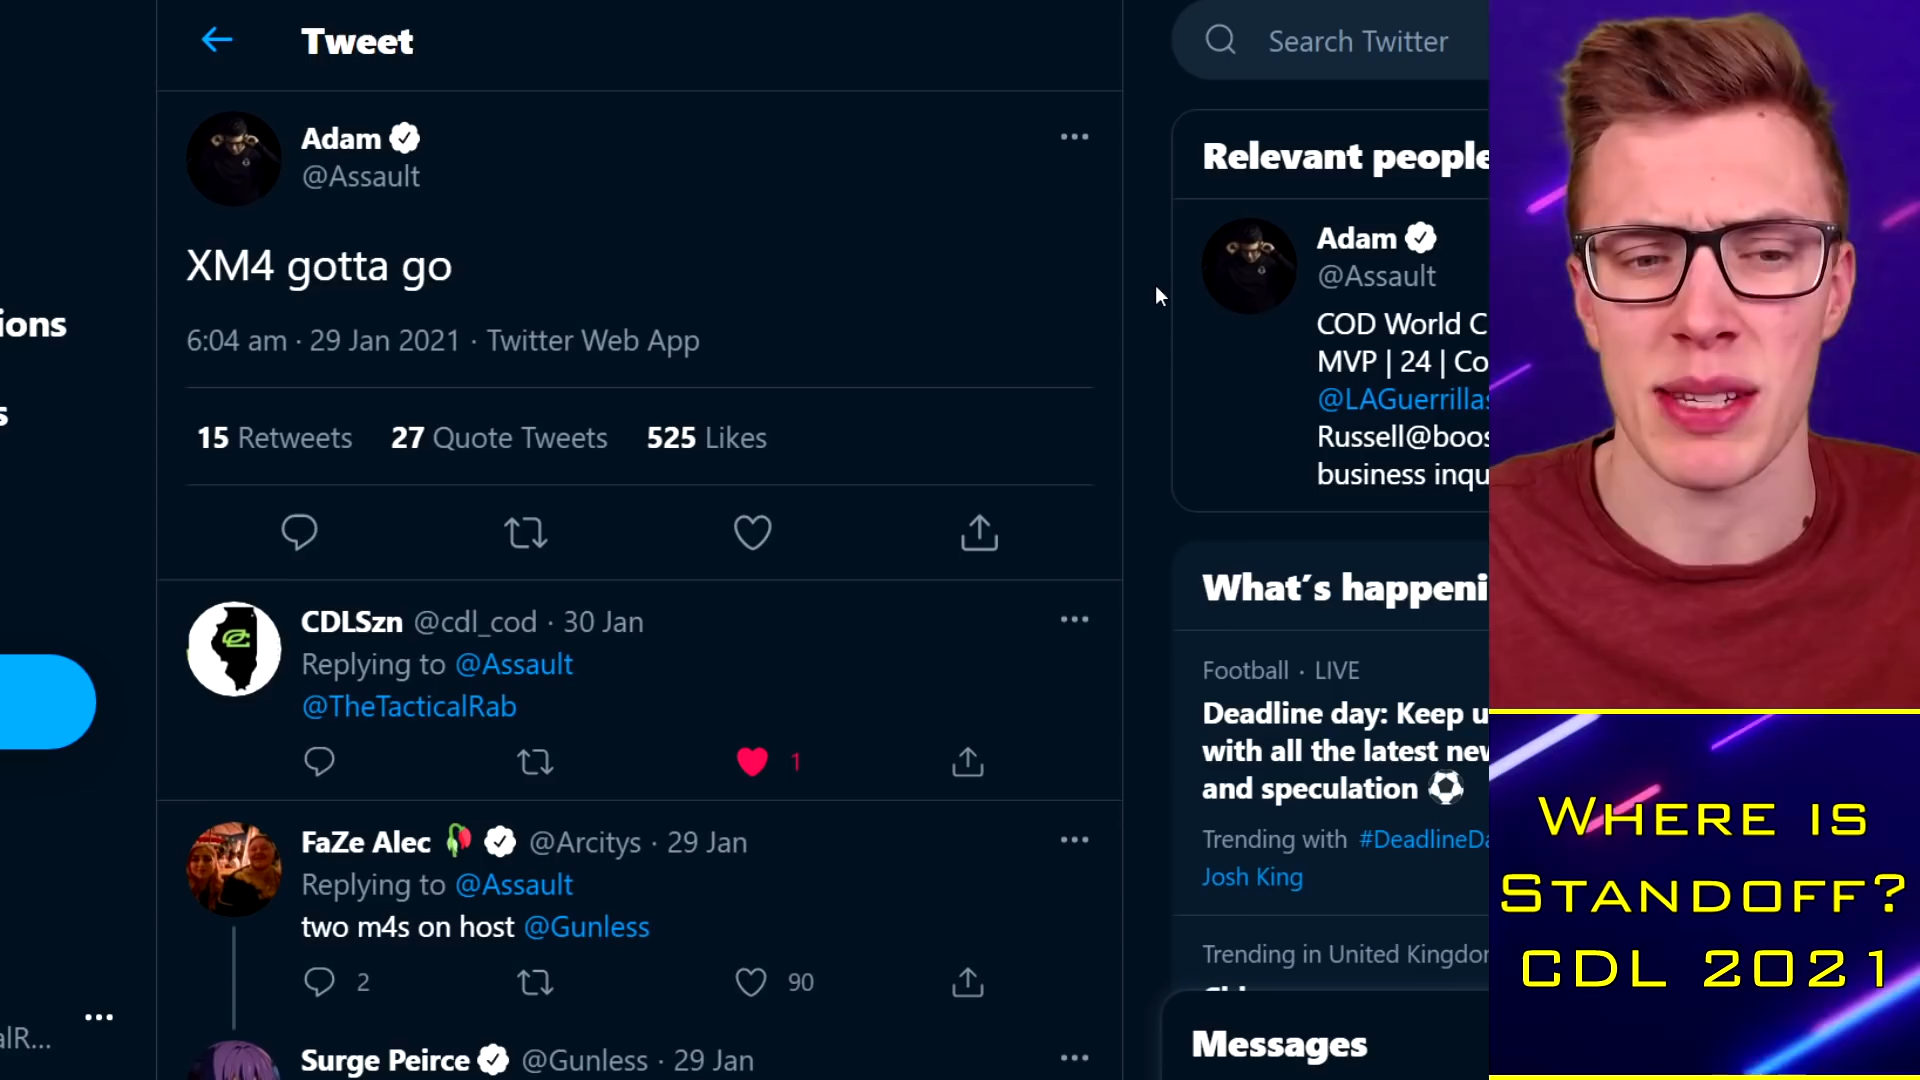 Tweet
Search Twitter
Adam
@Assault
XM4 gotta go
6:04 am · 29 Jan 2021 · Twitter Web App
15 Retweets 27 Quote Tweets 525 Likes
CDLSzn @cdl_cod · 30 Jan
Replying to @Assault
@TheTacticalRab
1
FaZe Alec @Arcitys · 29 Jan
Replying to @Assault
two m4s on host @Gunless
2 90
Surge Peirce @Gunless · 29 Jan
ions
s
alR...
Relevant people
Adam
@Assault
COD World C
MVP | 24 | Co
@LAGuerrillas
Russell@boos
business inqu
What's happeni
Football · LIVE
Deadline day: Keep u
with all the latest new
and speculation
Trending with #DeadlineDa
Josh King
Trending in United Kingdom
Messages
WHERE IS
STANDOFF?
CDL 2021